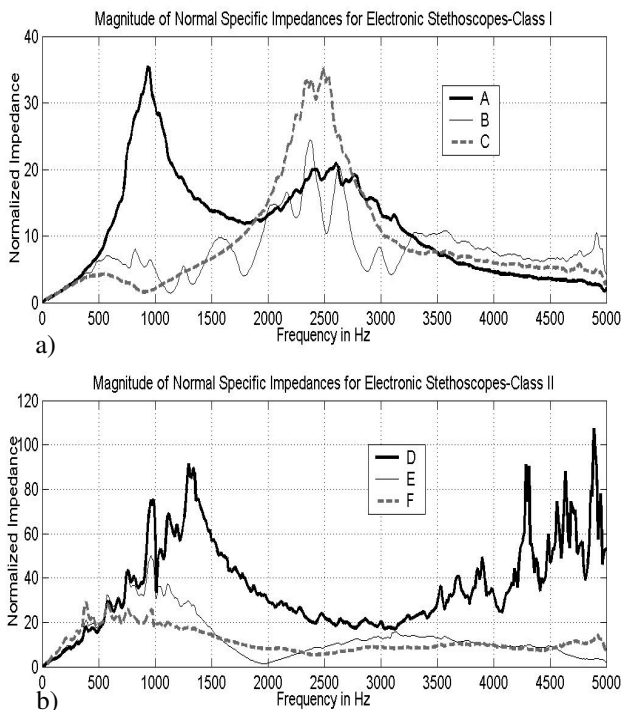 Magnitude of Normal Specific Impedances for Electronic Stethoscopes-Class I
40
30
20
10
0
Normalized Impedance
A
B
C
0 500 1000 1500 2000 2500 3000 3500 4000 4500 5000
Frequency in Hz
a)
Magnitude of Normal Specific Impedances for Electronic Stethoscopes-Class II
120
100
80
60
40
20
0
Normalized Impedance
D
E
F
0 500 1000 1500 2000 2500 3000 3500 4000 4500 5000
Frequency in Hz
b)